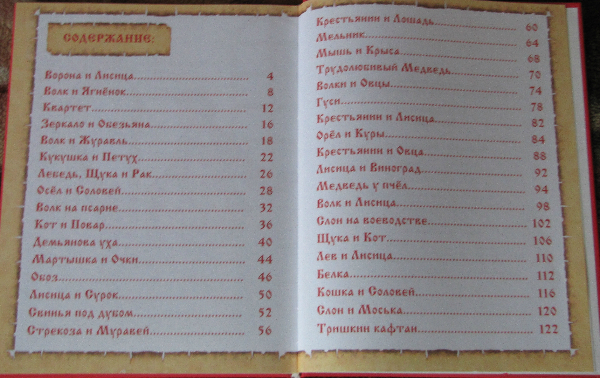 СОДЕРЖАНИЕ:
Ворона и Лисица 4
Волк и Ягнёнок 8
Квартет 12
Зеркало и Обезьяна 16
Волк и Журавль 18
Кукушка и Петух 22
Лебедь, Щука и Рак 26
Осёл и Соловей 28
Волк на псарне 32
Кот и Повар 36
Демьянова уха 40
Мартышка и Очки 44
Обоз 46
Лисица и Сурок 50
Свинья под дубом 52
Стрекоза и Муравей 56
Крестьянин и Лошадь 60
Мельник 64
Мышь и Крыса 68
Трудолюбивый Медведь 70
Волки и Овцы 74
Гуси 78
Крестьянин и Лисица 82
Орёл и Куры 84
Крестьянин и Овца 88
Лисица и Виноград 92
Медведь у пчёл 94
Волк и Лисица 98
Слон на воеводстве 102
Щука и Кот 106
Лев и Лисица 110
Белка 112
Кошка и Соловей 116
Слон и Моська 120
Тришкин кафтан 122